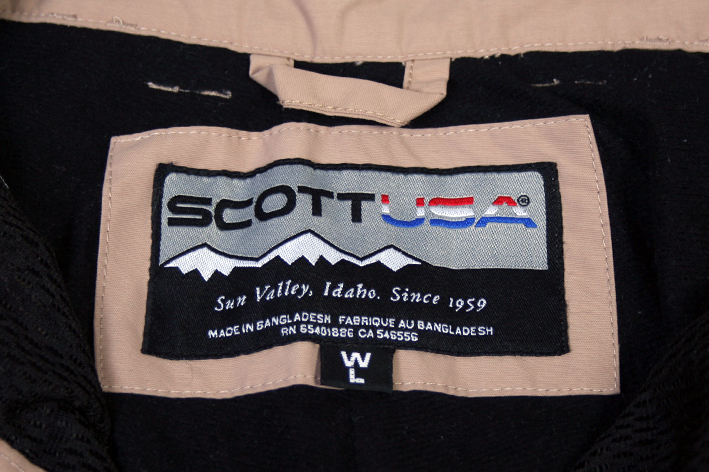 SCOTTUSA®
Sun Valley, Idaho. Since 1959
MADE IN BANGLADESH FABRIQUE AU BANGLADESH
RN 65401886 CA 546556
W
L